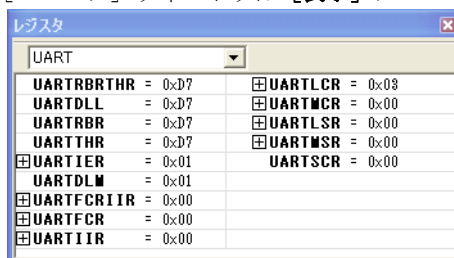 レジスタ
UART
UARTRBRTHR = 0xD7
UARTDLL = 0xD7
UARTRBR = 0xD7
UARTTHR = 0xD7
UARTIER = 0x01
UARTDLM = 0x01
UARTFCRIIR = 0x00
UARTFCR = 0x00
UARTIIR = 0x00
UARTLCR = 0x03
UARTMCR = 0x00
UARTLSR = 0x00
UARTMSR = 0x00
UARTSCR = 0x00